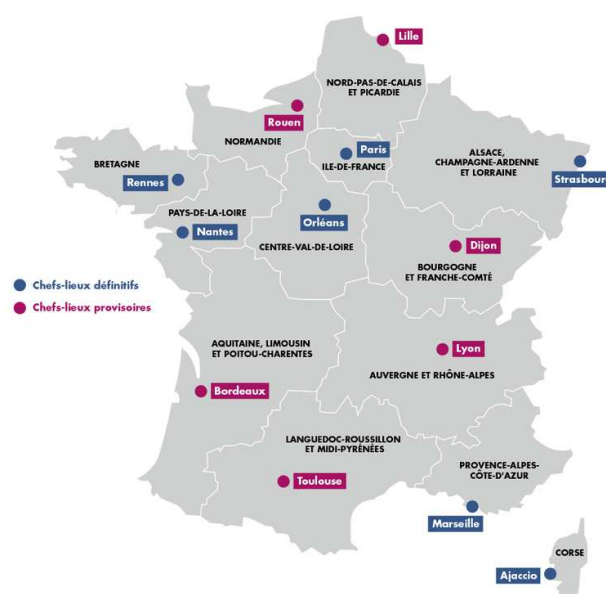 Lille
NORD-PAS-DE-CALAIS
ET PICARDIE
Rouen
NORMANDIE
Paris
ILE-DE-FRANCE
ALSACE,
CHAMPAGNE-ARDENNE
ET LORRAINE
Strasbour
BRETAGNE
Rennes
PAYS-DE-LA-LOIRE
Nantes
Orléans
CENTRE-VAL-DE-LOIRE
Dijon
BOURGOGNE
ET FRANCHE-COMTÉ
Chefs-lieux définitifs
Chefs-lieux provisoires
AQUITAINE, LIMOUSIN
ET POITOU-CHARENTES
Lyon
AUVERGNE ET RHÔNE-ALPES
Bordeaux
LANGUEDOC-ROUSSILLON
ET MIDI-PYRÉNÉES
Toulouse
PROVENCE-ALPES-
CÔTE-D'AZUR
Marseille
CORSE
Ajaccio